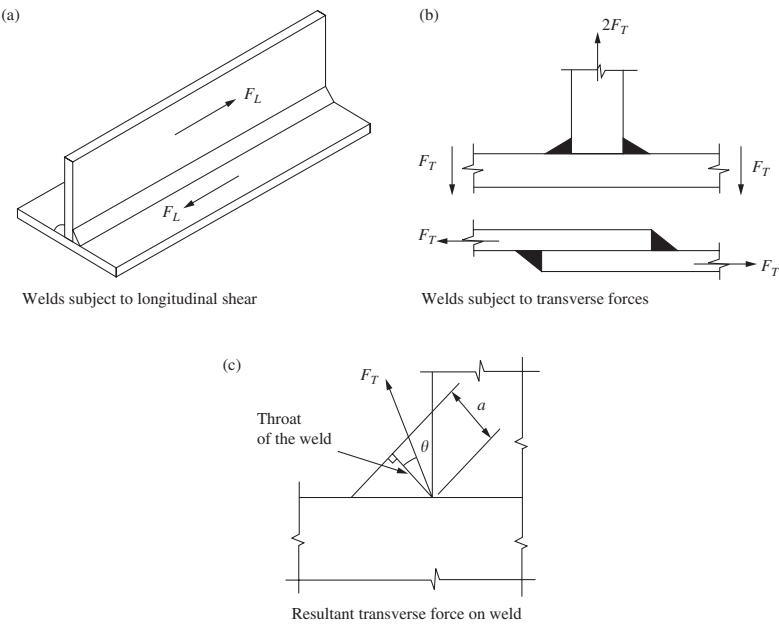 (a)
F_L
F_L
Welds subject to longitudinal shear
(b)
2F_T
F_T
F_T
F_T
F_T
Welds subject to transverse forces
(c)
F_T
a
Throat
of the weld
θ
Resultant transverse force on weld